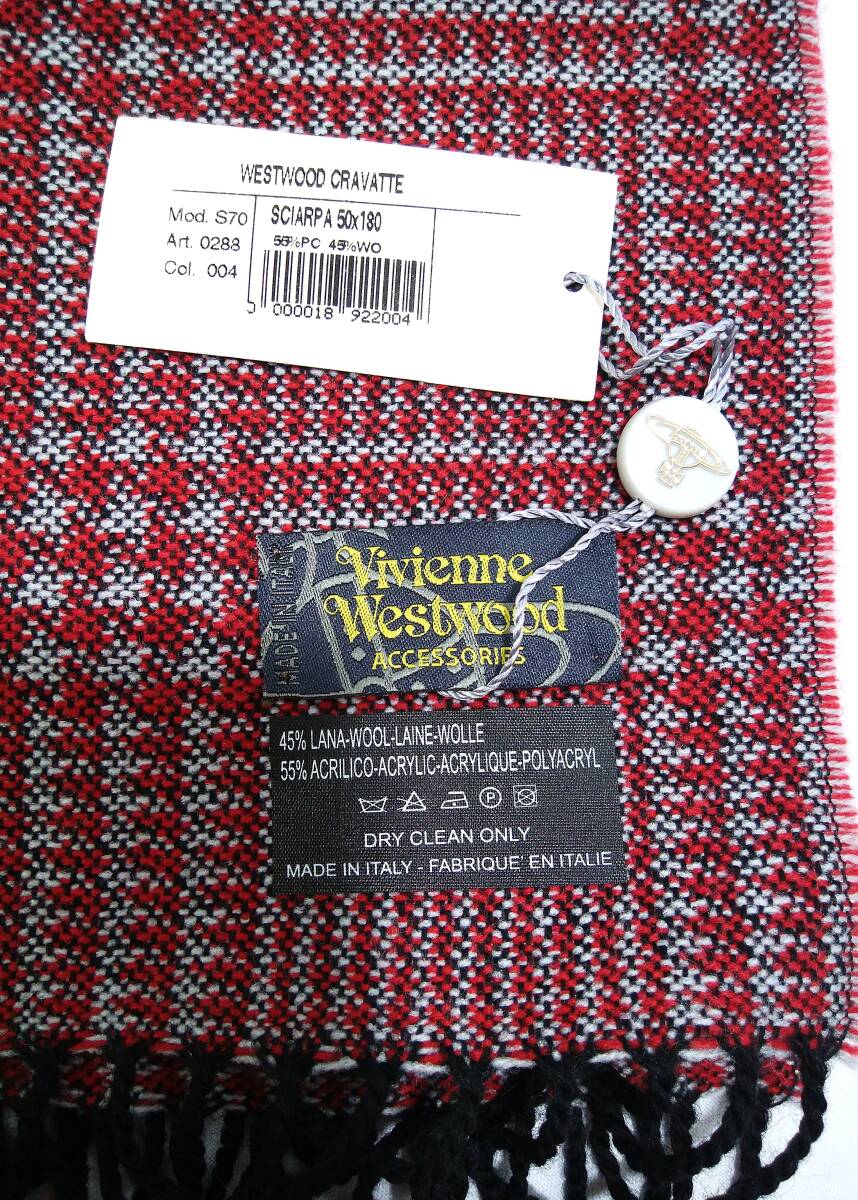 WESTWOOD CRAVATTE
Mod. S70 SCIARPA 50x180
Art. 0288 55%PC 45%WO
Col. 004
000018 922004
Vivienne
Westwood
ACCESSORIES
MADE IN ITALY
45% LANA-WOOL-LAINE-WOLLE
55% ACRILICO-ACRYLIC-ACRYLIQUE-POLYACRYL
P
DRY CLEAN ONLY
MADE IN ITALY - FABRIQUE' EN ITALIE